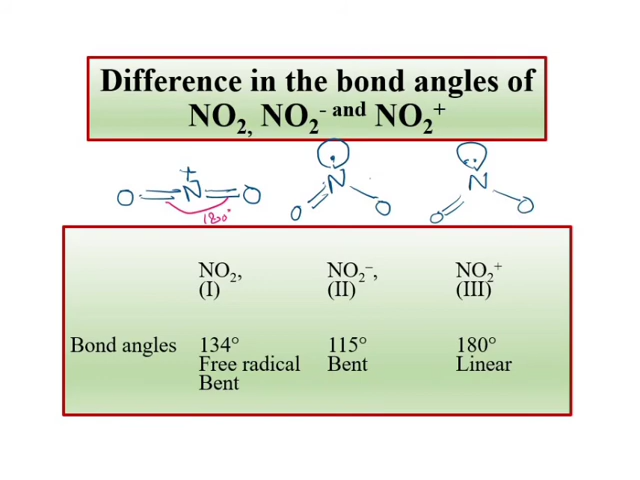 Difference in the bond angles of
NO₂, NO₂⁻ ᵃⁿᵈ NO₂⁺
+
O N O
180°
N
O O
N
O O
NO₂, NO₂⁻, NO₂⁺
(I) (II) (III)
Bond angles 134° 115° 180°
Free radical Bent Linear
Bent